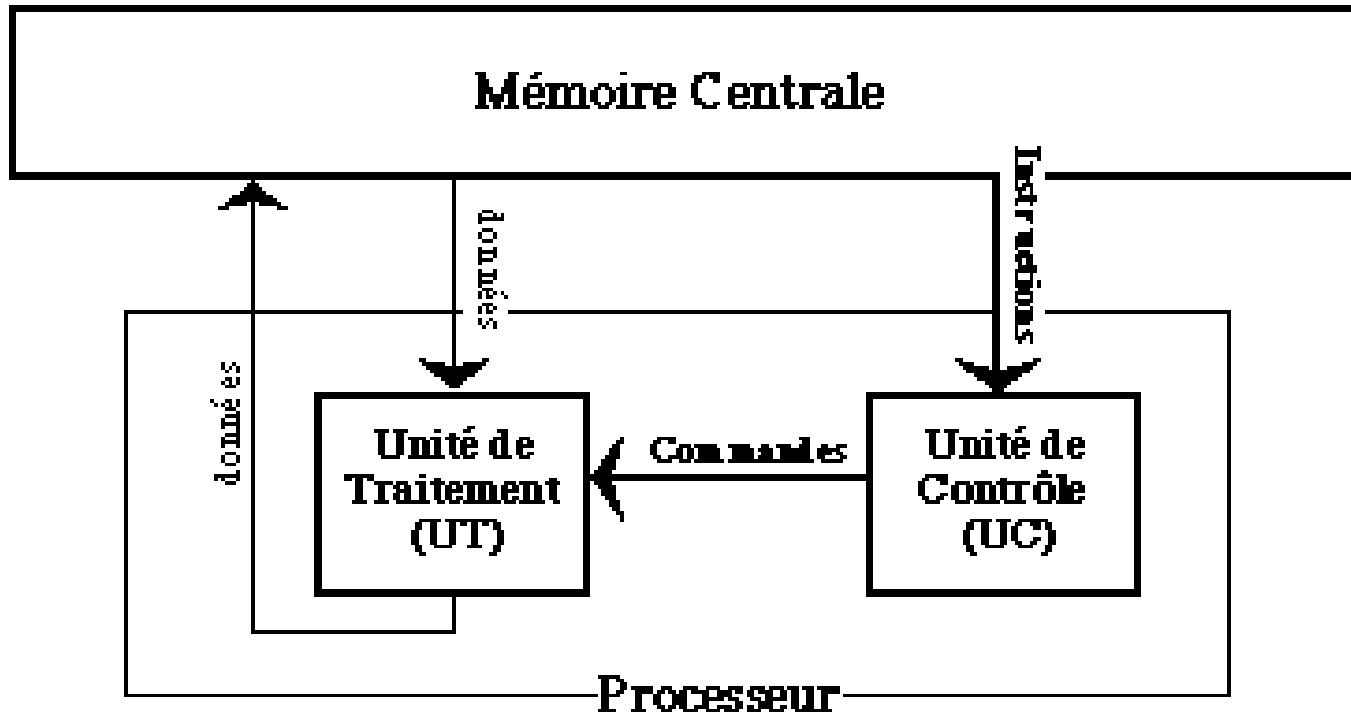 Mémoire Centrale
Instructions
données
données
Unité de
Traitement
(UT)
Commandes
Unité de
Contrôle
(UC)
Processeur